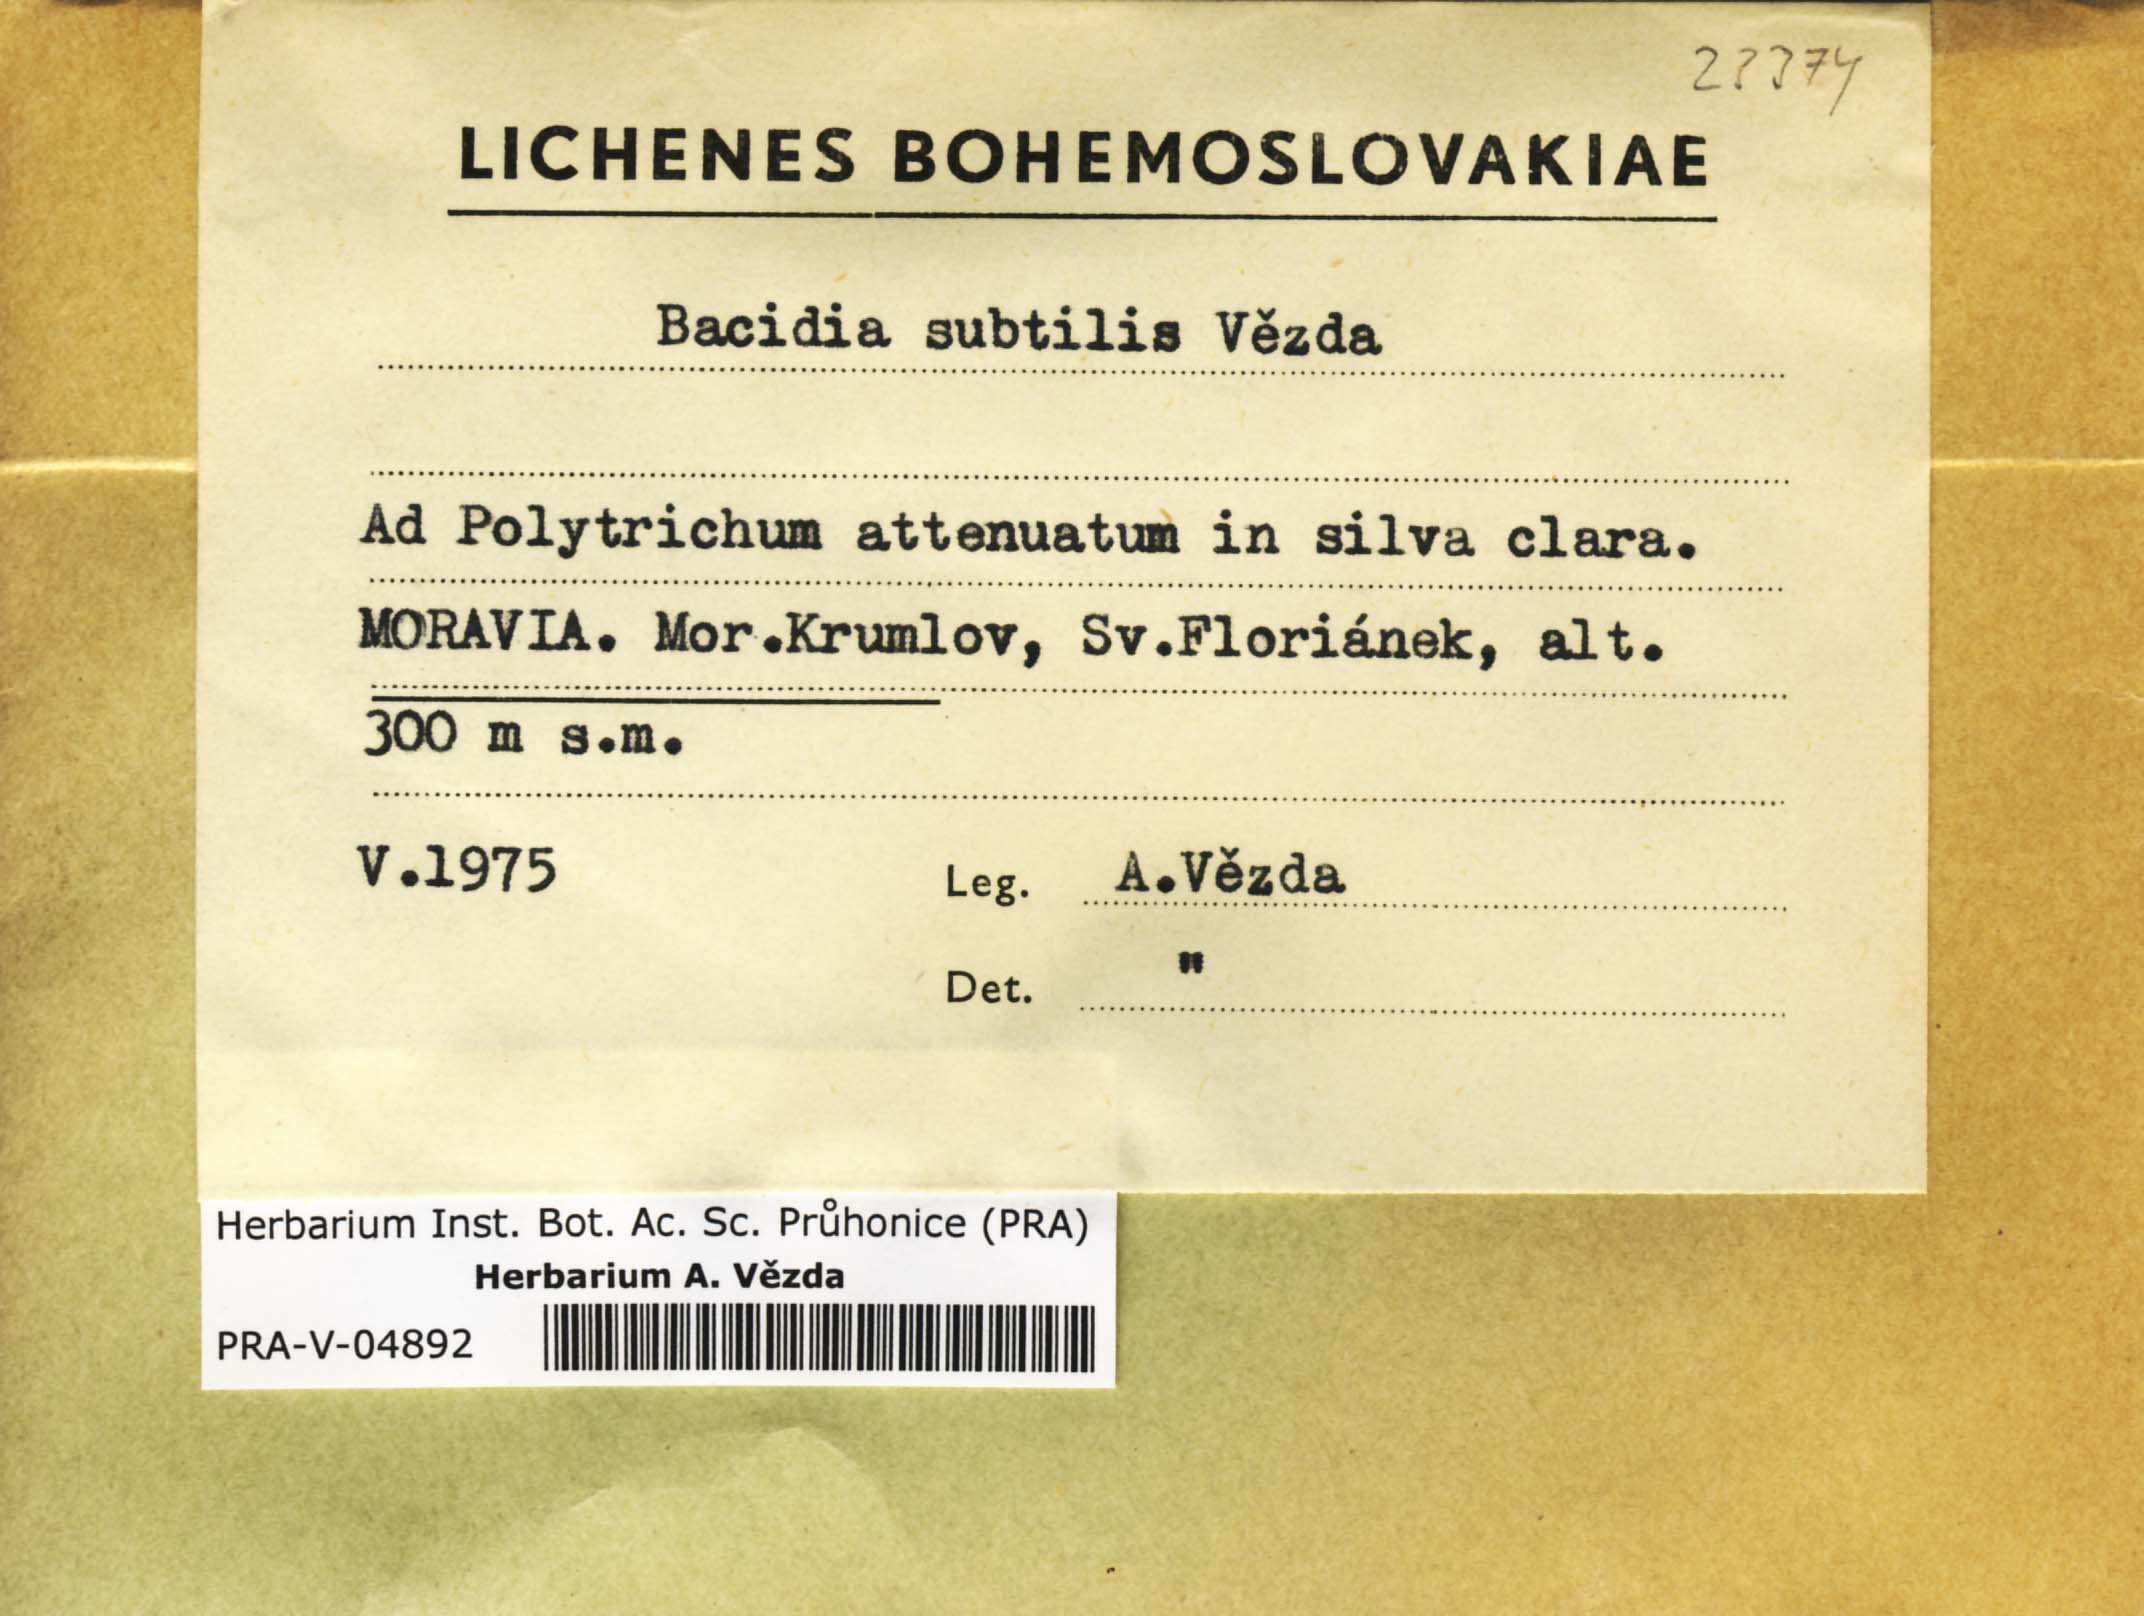 23374
LICHENES BOHEMOSLOVAKIAE
Bacidia subtilis Vězda
Ad Polytrichum attenuatum in silva clara.
MORAVIA. Mor.Krumlov, Sv.Floriánek, alt.
300 m s.m.
V.1975 Leg. A.Vězda
Det. "
Herbarium Inst. Bot. Ac. Sc. Průhonice (PRA)
Herbarium A. Vězda
PRA-V-04892